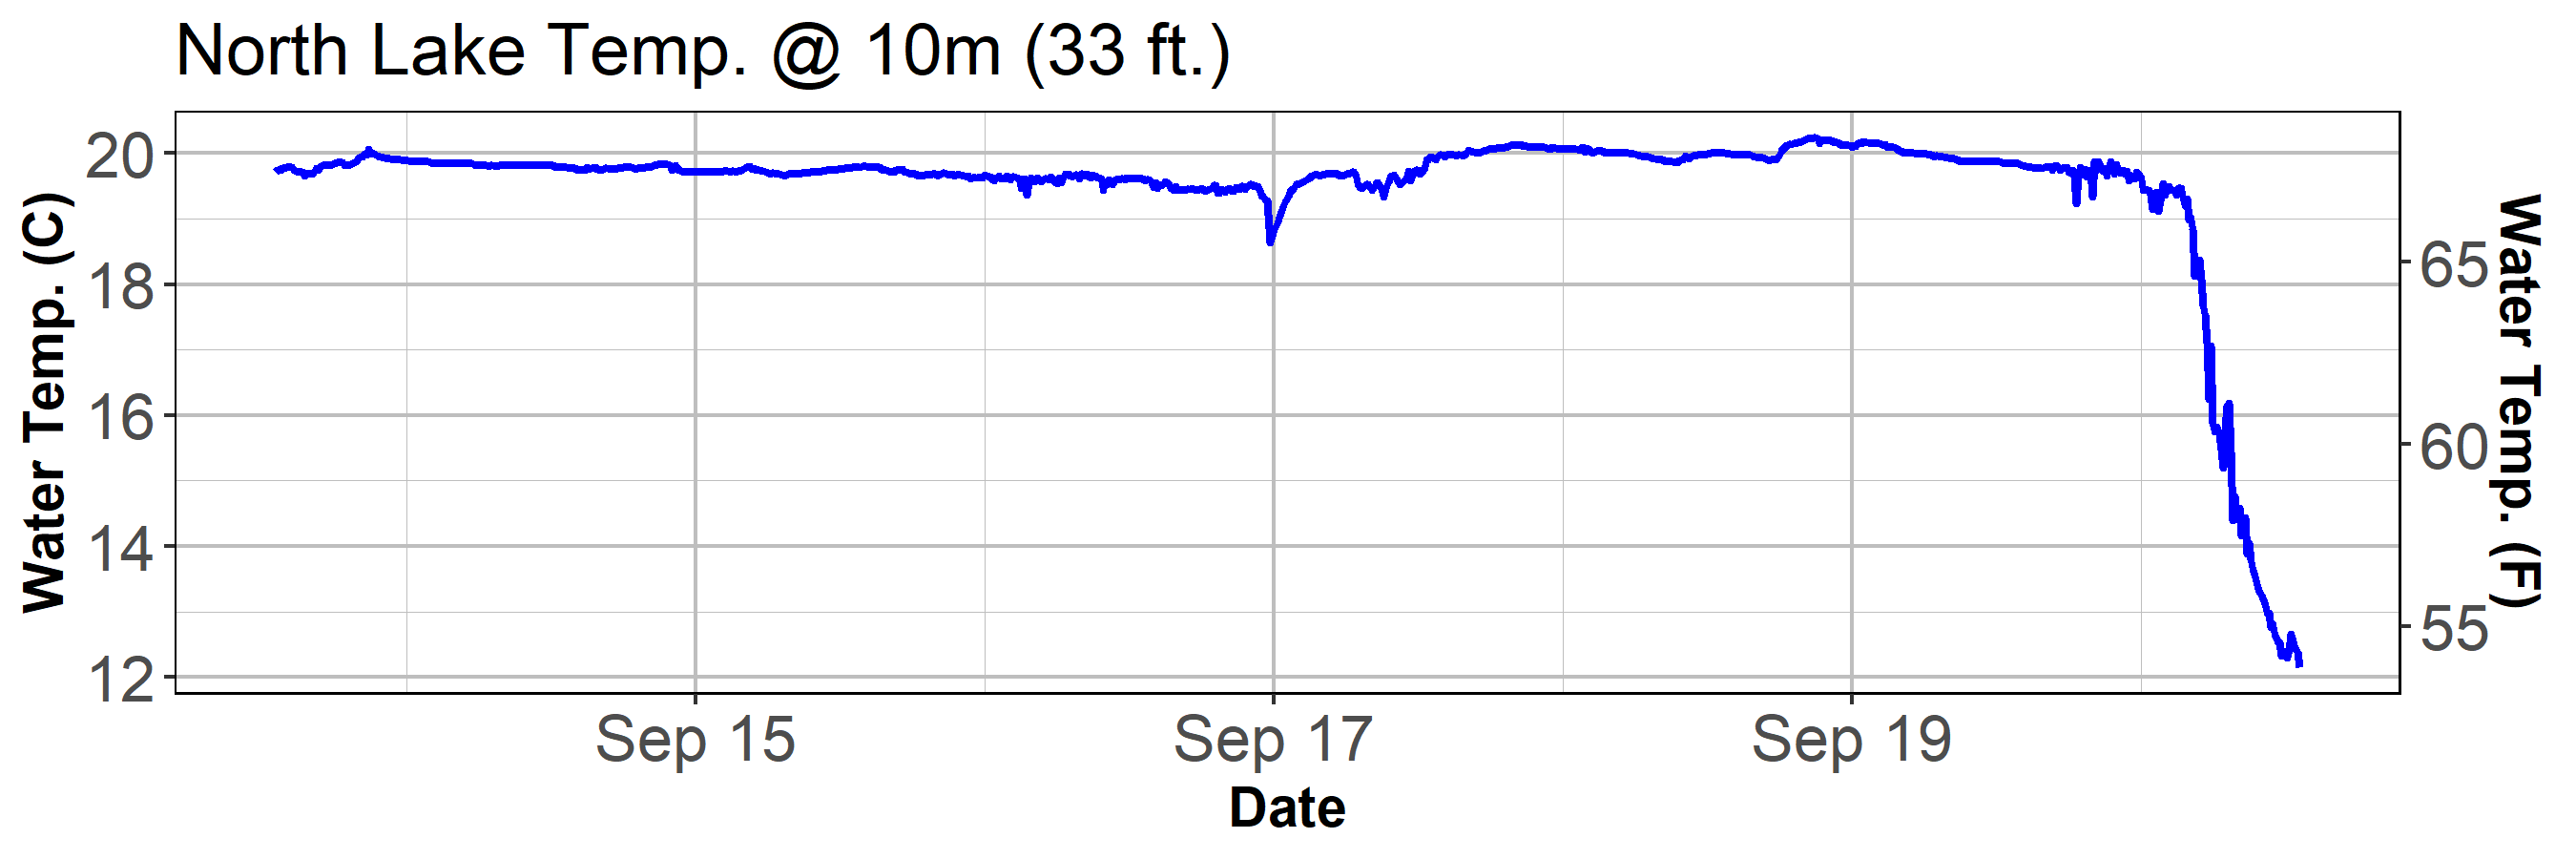 North Lake Temp. @ 10m (33 ft.)
Water Temp. (C)
20
18
16
14
12
65
60
55
Water Temp. (F)
Sep 15 Sep 17 Sep 19
Date